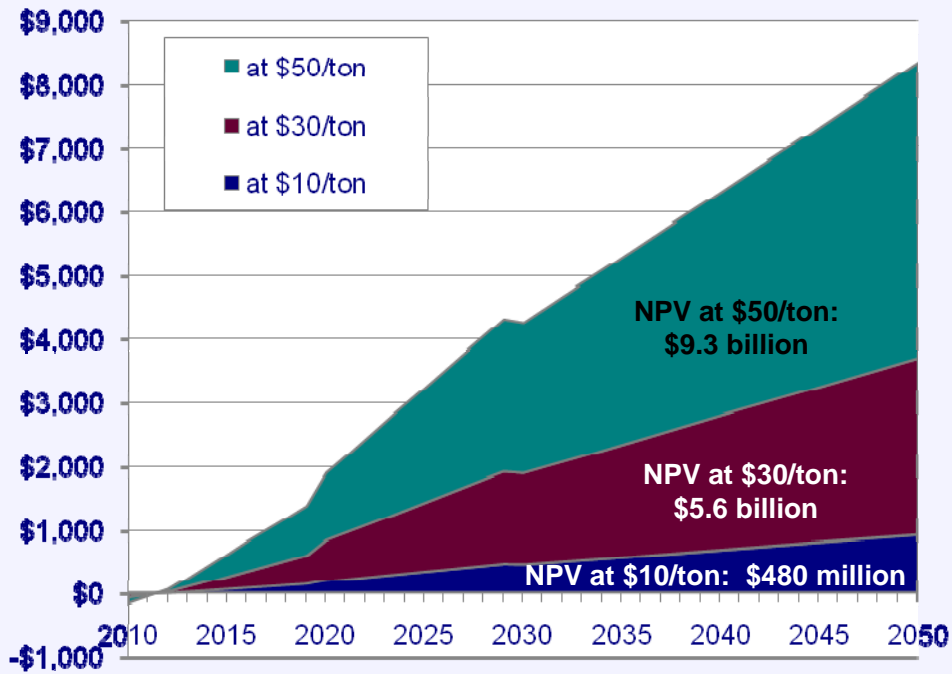 $9,000
$8,000
$7,000
$6,000
$5,000
$4,000
$3,000
$2,000
$1,000
$0
-$1,000
at $50/ton
at $30/ton
at $10/ton
NPV at $50/ton:
$9.3 billion
NPV at $30/ton:
$5.6 billion
NPV at $10/ton: $480 million
2010 2015 2020 2025 2030 2035 2040 2045 2050